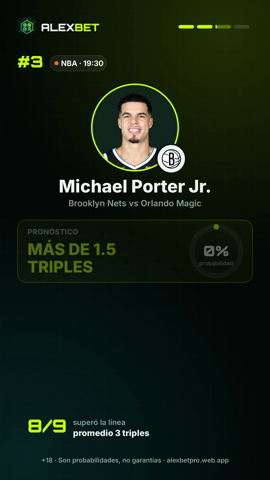 ALEXBET
#3 NBA · 19:30
Michael Porter Jr.
Brooklyn Nets vs Orlando Magic
PRONÓSTICO
MÁS DE 1.5
TRIPLES
0%
probabilidad
8/9
superó la línea
promedio 3 triples
+18 · Son probabilidades, no garantías · alexbetpro.web.app